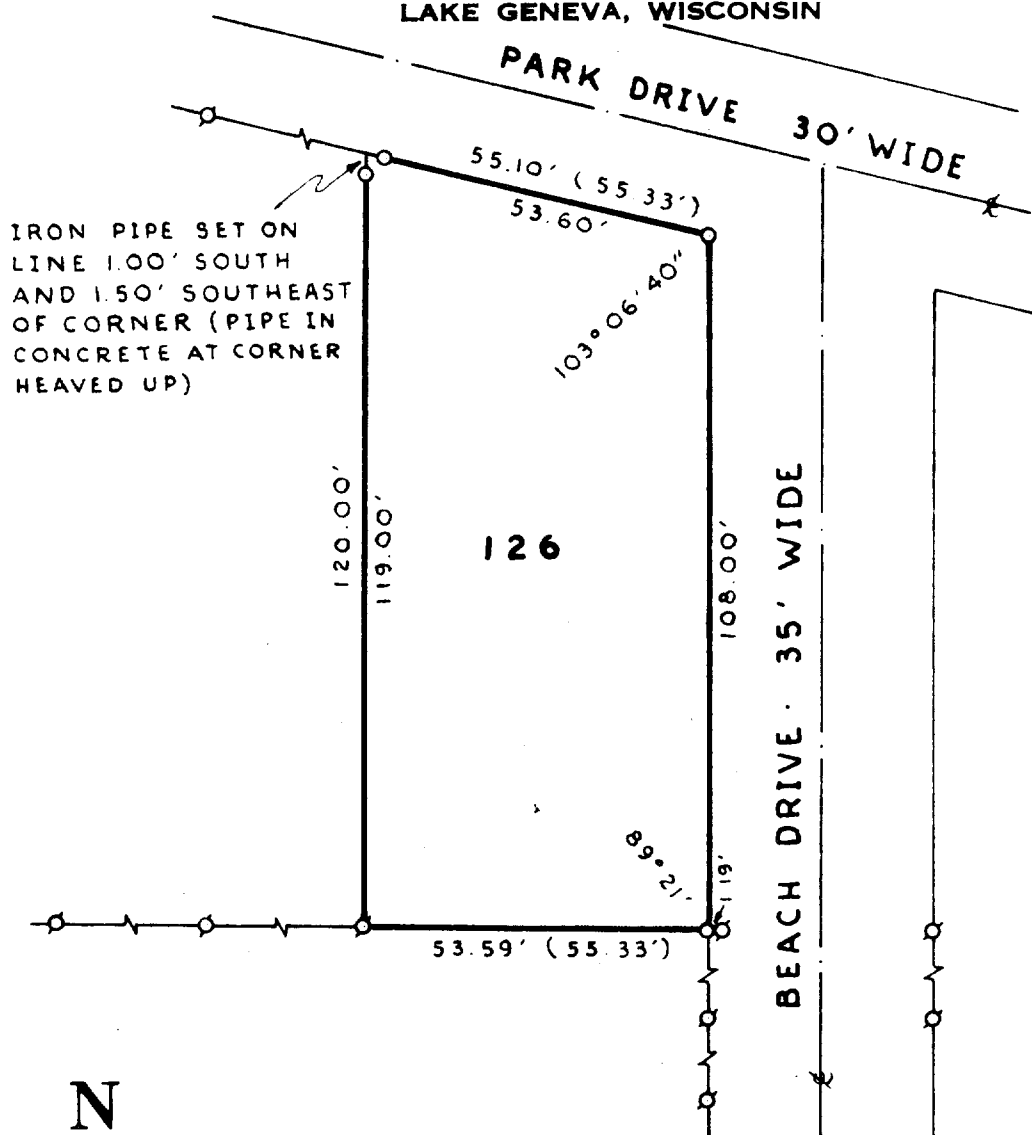 LAKE GENEVA, WISCONSIN
PARK DRIVE 30' WIDE
55.10' (55.33')
53.60'
IRON PIPE SET ON
LINE 1.00' SOUTH
AND 1.50' SOUTHEAST
OF CORNER (PIPE IN
CONCRETE AT CORNER
HEAVED UP)
103° 06' 40"
120.00'
119.00'
126
108.00'
BEACH DRIVE · 35' WIDE
89° 21'
1.19'
53.59' (55.33')
N